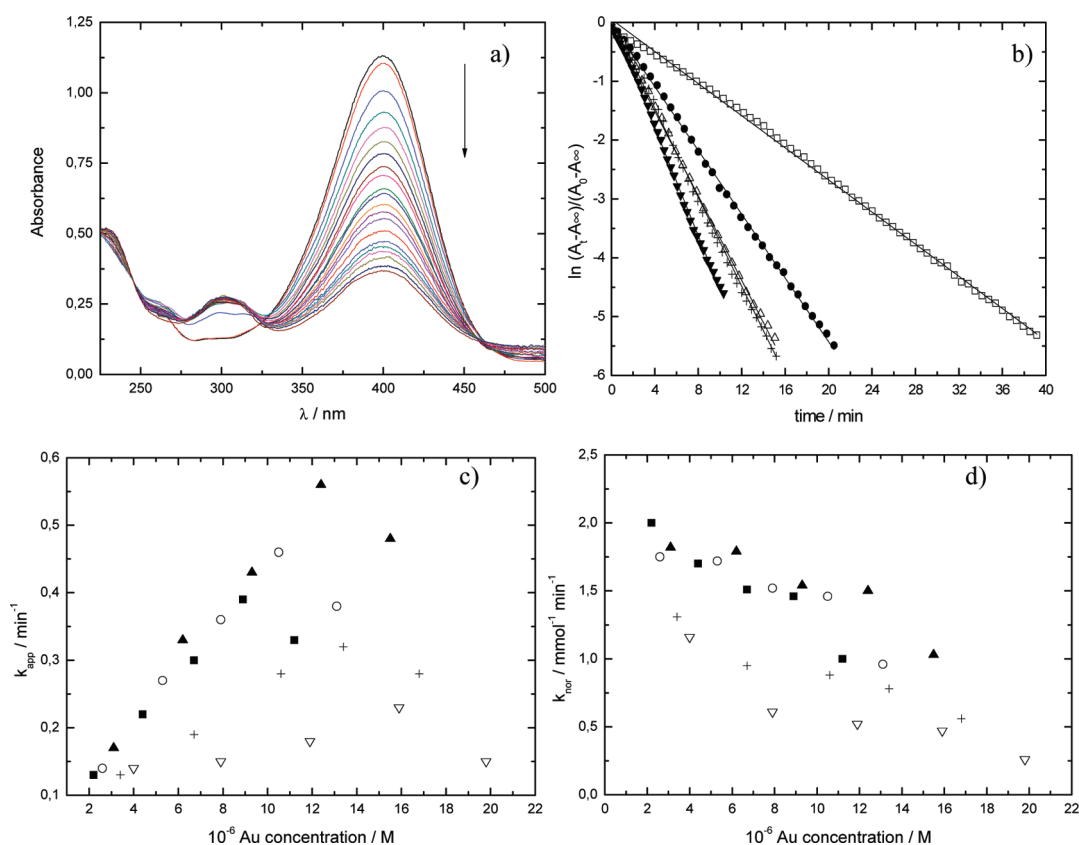 a)
1,25
1,00
0,75
0,50
0,25
0,00
Absorbance
250 300 350 400 450 500
λ / nm
b)
0
-1
-2
-3
-4
-5
-6
ln (At-A∞)/(A0-A∞)
0 4 8 12 16 20 24 28 32 36 40
time / min
c)
0,6
0,5
0,4
0,3
0,2
0,1
kapp / min-1
2 4 6 8 10 12 14 16 18 20 22
10-6 Au concentration / M
d)
2,5
2,0
1,5
1,0
0,5
0,0
knor / mmol-1 min-1
0 2 4 6 8 10 12 14 16 18 20 22
10-6 Au concentration / M